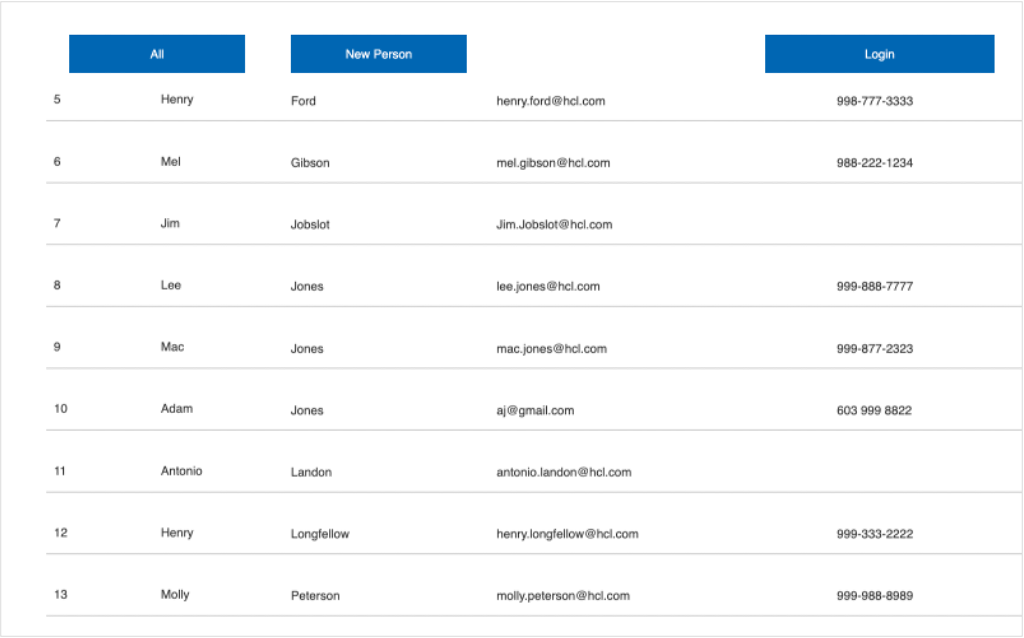 All New Person Login
5 Henry Ford henry.ford@hcl.com 998-777-3333
6 Mel Gibson mel.gibson@hcl.com 988-222-1234
7 Jim Jobslot Jim.Jobslot@hcl.com
8 Lee Jones lee.jones@hcl.com 999-888-7777
9 Mac Jones mac.jones@hcl.com 999-877-2323
10 Adam Jones aj@gmail.com 603 999 8822
11 Antonio Landon antonio.landon@hcl.com
12 Henry Longfellow henry.longfellow@hcl.com 999-333-2222
13 Molly Peterson molly.peterson@hcl.com 999-988-8989